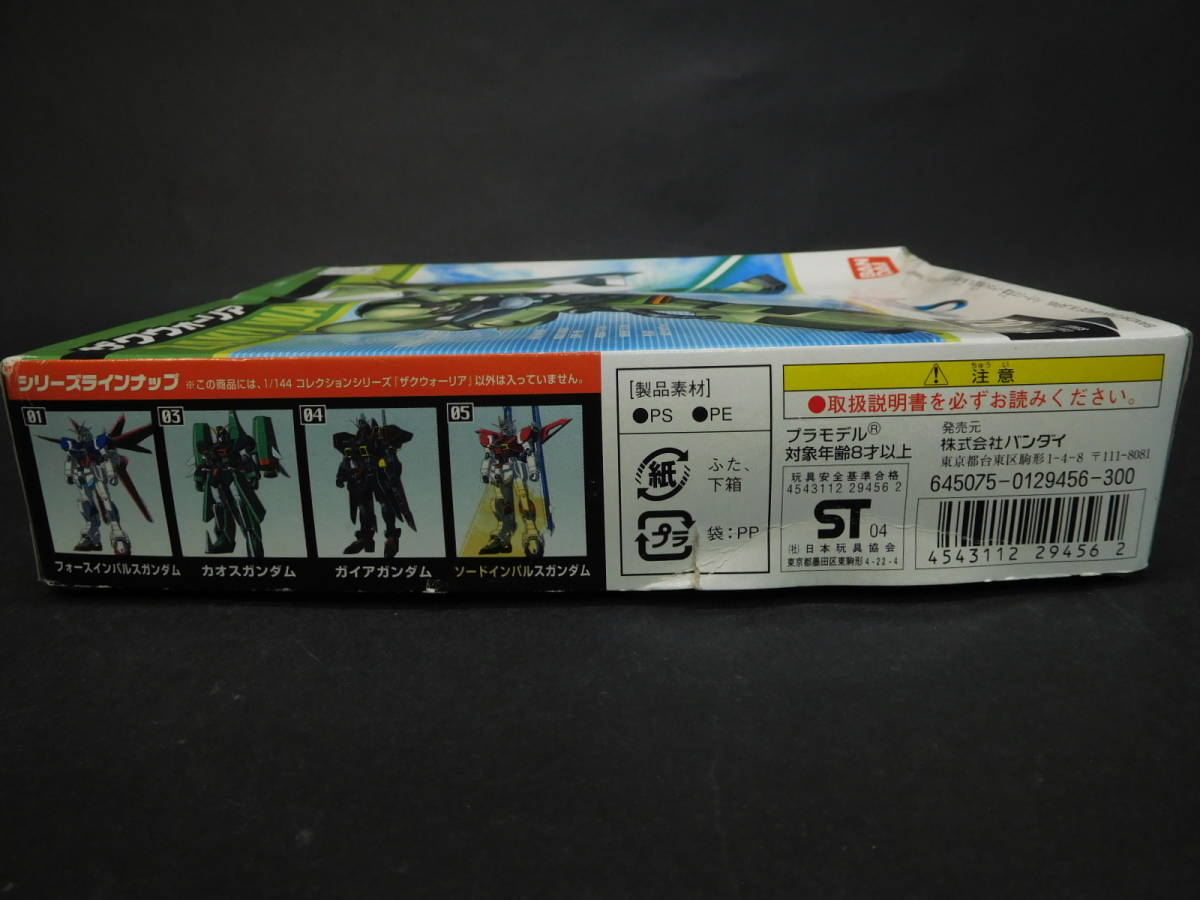 ザクウォーリア
BAN
DAI
シリーズラインナップ ※この商品には、1/144 コレクションシリーズ『ザクウォーリア』以外は入っていません。
01
フォースインパルスガンダム
03
カオスガンダム
04
ガイアガンダム
05
ソードインパルスガンダム
[製品素材]
●PS ●PE
紙
ふた、
下箱
プラ
袋:PP
ちゅう い
注意
●取扱説明書を必ずお読みください。
プラモデル®
対象年齢8才以上
玩具安全基準合格
4543112 29456 2
ST 04
(社)日本玩具協会
東京都墨田区東駒形4-22-4
発売元
株式会社バンダイ
東京都台東区駒形1-4-8 〒111-8081
645075-0129456-300
4543112 29456 2